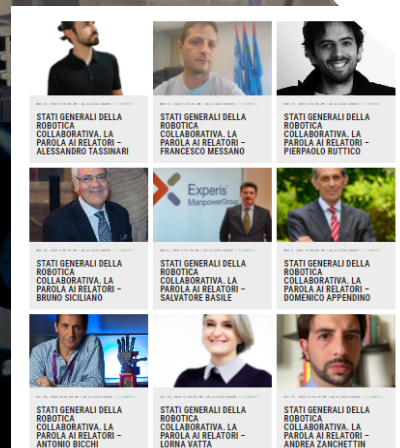 STATI GENERALI DELLA
ROBOTICA
COLLABORATIVA. LA
PAROLA AI RELATORI –
ALESSANDRO TASSINARI
STATI GENERALI DELLA
ROBOTICA
COLLABORATIVA. LA
PAROLA AI RELATORI –
FRANCESCO MESSANO
STATI GENERALI DELLA
ROBOTICA
COLLABORATIVA. LA
PAROLA AI RELATORI –
PIERPAOLO RUTTICO
Experis
ManpowerGroup
STATI GENERALI DELLA
ROBOTICA
COLLABORATIVA. LA
PAROLA AI RELATORI –
BRUNO SICILIANO
STATI GENERALI DELLA
ROBOTICA
COLLABORATIVA. LA
PAROLA AI RELATORI –
SALVATORE BASILE
STATI GENERALI DELLA
ROBOTICA
COLLABORATIVA. LA
PAROLA AI RELATORI –
DOMENICO APPENDINO
STATI GENERALI DELLA
ROBOTICA
COLLABORATIVA. LA
PAROLA AI RELATORI –
ANTONIO BICCHI
STATI GENERALI DELLA
ROBOTICA
COLLABORATIVA. LA
PAROLA AI RELATORI –
LORNA VATTA
STATI GENERALI DELLA
ROBOTICA
COLLABORATIVA. LA
PAROLA AI RELATORI –
ANDREA ZANCHETTIN